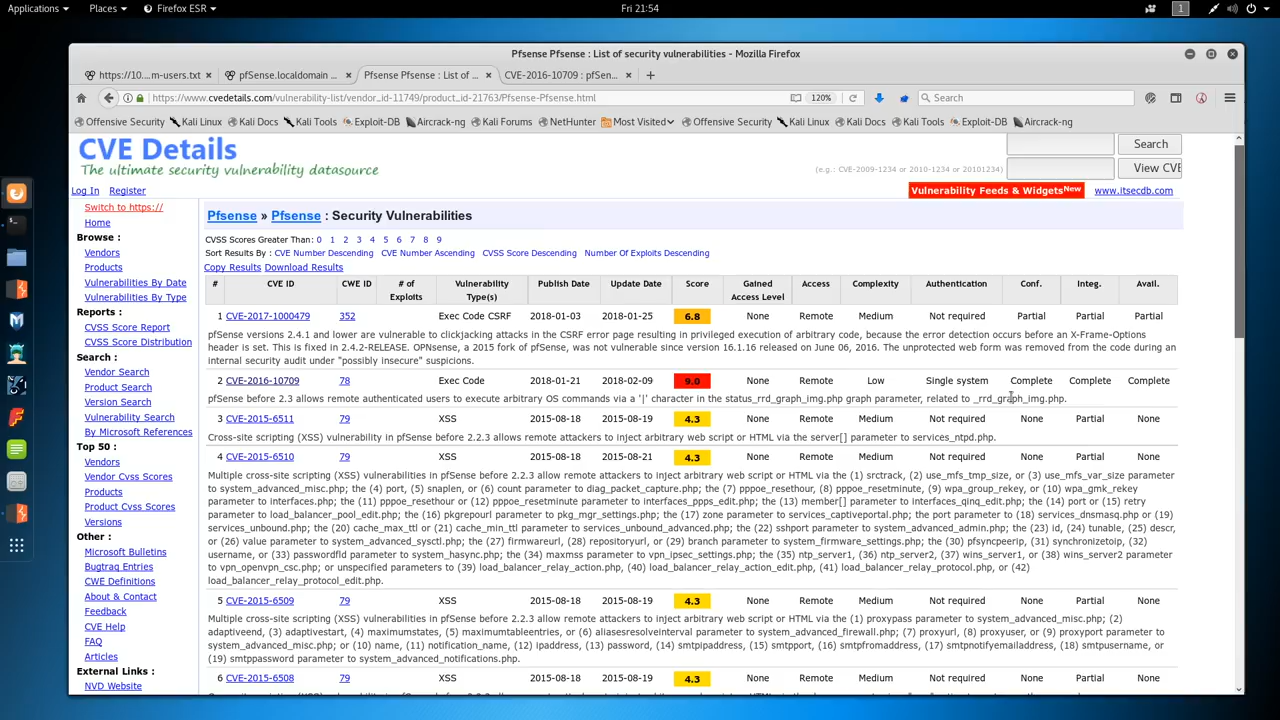 Applications
Places
Firefox ESR
Fri 21:54
1
Pfsense Pfsense : List of security vulnerabilities - Mozilla Firefox
https://10....m-users.txt
pfSense.localdomain ...
Pfsense Pfsense : List of ...
CVE-2016-10709 : pfSen...
https://www.cvedetails.com/vulnerability-list/vendor_id-11749/product_id-21763/Pfsense-Pfsense.html
120%
Search
Offensive Security
Kali Linux
Kali Docs
Kali Tools
Exploit-DB
Aircrack-ng
Kali Forums
NetHunter
Most Visited
Offensive Security
Kali Linux
Kali Docs
Kali Tools
Exploit-DB
Aircrack-ng
CVE Details
The ultimate security vulnerability datasource
Search
(e.g.: CVE-2009-1234 or 2010-1234 or 20101234)
View CVE
Log In Register
Vulnerability Feeds & Widgets New
www.itsecdb.com
Switch to https://
Home
Browse :
Vendors
Products
Vulnerabilities By Date
Vulnerabilities By Type
Reports :
CVSS Score Report
CVSS Score Distribution
Search :
Vendor Search
Product Search
Version Search
Vulnerability Search
By Microsoft References
Top 50 :
Vendors
Vendor Cvss Scores
Products
Product Cvss Scores
Versions
Other :
Microsoft Bulletins
Bugtraq Entries
CWE Definitions
About & Contact
Feedback
CVE Help
FAQ
Articles
External Links :
NVD Website
Pfsense » Pfsense : Security Vulnerabilities
CVSS Scores Greater Than: 0 1 2 3 4 5 6 7 8 9
Sort Results By : CVE Number Descending CVE Number Ascending CVSS Score Descending Number Of Exploits Descending
Copy Results Download Results
# CVE ID CWE ID # of Exploits Vulnerability Type(s) Publish Date Update Date Score Gained Access Level Access Complexity Authentication Conf. Integ. Avail.
1 CVE-2017-1000479 352 Exec Code CSRF 2018-01-03 2018-01-25 6.8 None Remote Medium Not required Partial Partial Partial
pfSense versions 2.4.1 and lower are vulnerable to clickjacking attacks in the CSRF error page resulting in privileged execution of arbitrary code, because the error detection occurs before an X-Frame-Options
header is set. This is fixed in 2.4.2-RELEASE. OPNsense, a 2015 fork of pfSense, was not vulnerable since version 16.1.16 released on June 06, 2016. The unprotected web form was removed from the code during an
internal security audit under "possibly insecure" suspicions.
2 CVE-2016-10709 78 Exec Code 2018-01-21 2018-02-09 9.0 None Remote Low Single system Complete Complete Complete
pfSense before 2.3 allows remote authenticated users to execute arbitrary OS commands via a '|' character in the status_rrd_graph_img.php graph parameter, related to _rrd_graph_img.php.
3 CVE-2015-6511 79 XSS 2015-08-18 2015-08-19 4.3 None Remote Medium Not required None Partial None
Cross-site scripting (XSS) vulnerability in pfSense before 2.2.3 allows remote attackers to inject arbitrary web script or HTML via the server[] parameter to services_ntpd.php.
4 CVE-2015-6510 79 XSS 2015-08-18 2015-08-21 4.3 None Remote Medium Not required None Partial None
Multiple cross-site scripting (XSS) vulnerabilities in pfSense before 2.2.3 allow remote attackers to inject arbitrary web script or HTML via the (1) srctrack, (2) use_mfs_tmp_size, or (3) use_mfs_var_size parameter
to system_advanced_misc.php; the (4) port, (5) snaplen, or (6) count parameter to diag_packet_capture.php; the (7) pppoe_resethour, (8) pppoe_resetminute, (9) wpa_group_rekey, or (10) wpa_gmk_rekey
parameter to interfaces.php; the (11) pppoe_resethour or (12) pppoe_resetminute parameter to interfaces_ppps_edit.php; the (13) member[] parameter to interfaces_qinq_edit.php; the (14) port or (15) retry
parameter to load_balancer_pool_edit.php; the (16) pkgrepourl parameter to pkg_mgr_settings.php; the (17) zone parameter to services_captiveportal.php; the port parameter to (18) services_dnsmasq.php or (19)
services_unbound.php; the (20) cache_max_ttl or (21) cache_min_ttl parameter to services_unbound_advanced.php; the (22) sshport parameter to system_advanced_admin.php; the (23) id, (24) tunable, (25) descr,
or (26) value parameter to system_advanced_sysctl.php; the (27) firmwareurl, (28) repositoryurl, or (29) branch parameter to system_firmware_settings.php; the (30) pfsyncpeerip, (31) synchronizetoip, (32)
username, or (33) passwordfld parameter to system_hasync.php; the (34) maxmss parameter to vpn_ipsec_settings.php; the (35) ntp_server1, (36) ntp_server2, (37) wins_server1, or (38) wins_server2 parameter
to vpn_openvpn_csc.php; or unspecified parameters to (39) load_balancer_relay_action.php, (40) load_balancer_relay_action_edit.php, (41) load_balancer_relay_protocol.php, or (42)
load_balancer_relay_protocol_edit.php.
5 CVE-2015-6509 79 XSS 2015-08-18 2015-08-19 4.3 None Remote Medium Not required None Partial None
Multiple cross-site scripting (XSS) vulnerabilities in pfSense before 2.2.3 allow remote attackers to inject arbitrary web script or HTML via the (1) proxypass parameter to system_advanced_misc.php; (2)
adaptiveend, (3) adaptivestart, (4) maximumstates, (5) maximumtableentries, or (6) aliasesresolveinterval parameter to system_advanced_firewall.php; (7) proxyurl, (8) proxyuser, or (9) proxyport parameter to
system_advanced_misc.php; or (10) name, (11) notification_name, (12) ipaddress, (13) password, (14) smtpipaddress, (15) smtpport, (16) smtpfromaddress, (17) smtpnotifyemailaddress, (18) smtpusername, or
(19) smtppassword parameter to system_advanced_notifications.php.
6 CVE-2015-6508 79 XSS 2015-08-18 2015-08-19 4.3 None Remote Medium Not required None Partial None